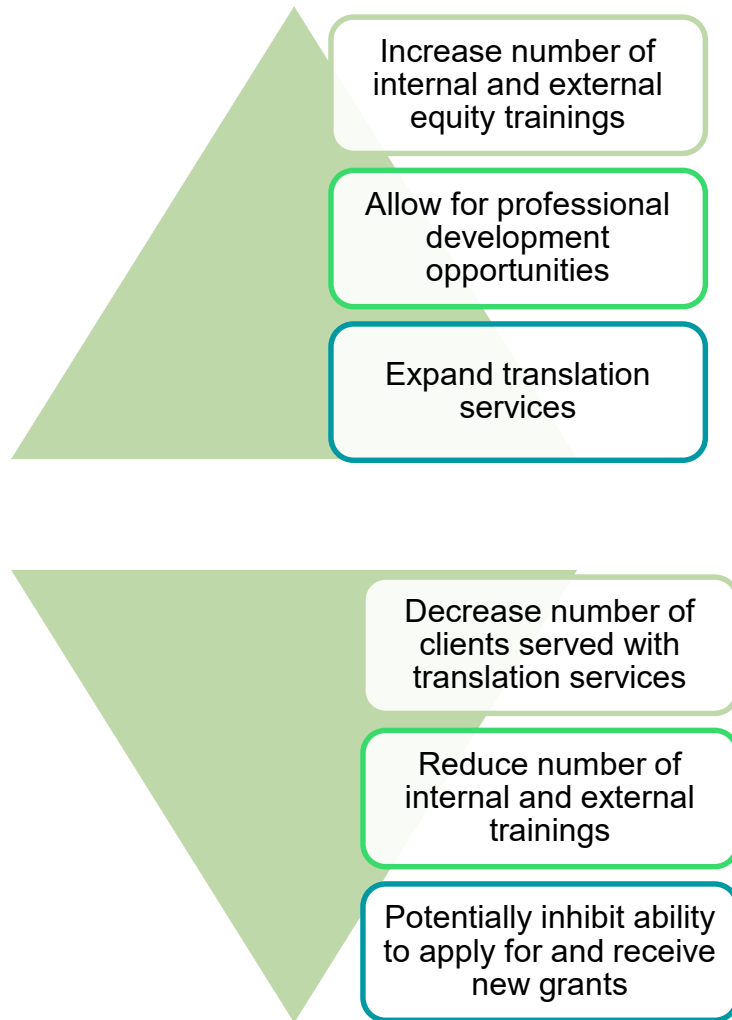 Increase number of
internal and external
equity trainings
Allow for professional
development
opportunities
Expand translation
services
Decrease number of
clients served with
translation services
Reduce number of
internal and external
trainings
Potentially inhibit ability
to apply for and receive
new grants